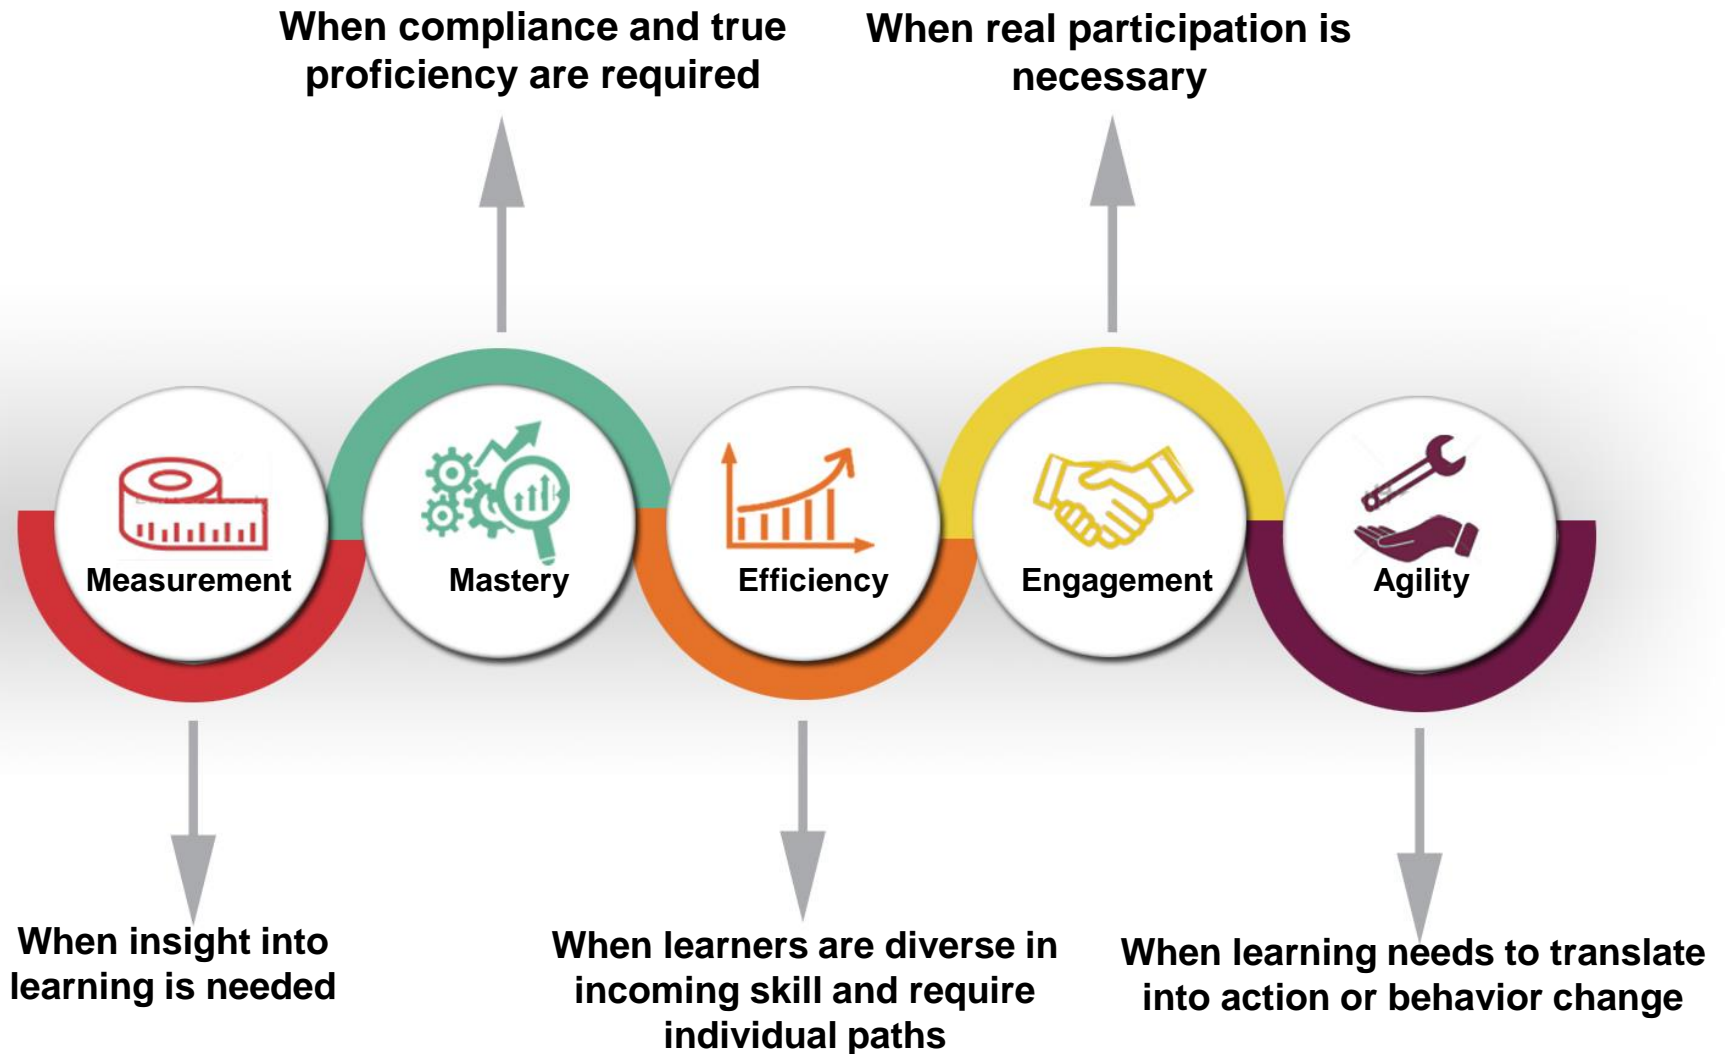 When compliance and true
proficiency are required
When real participation is
necessary
Measurement
Mastery
Efficiency
Engagement
Agility
When insight into
learning is needed
When learners are diverse in
incoming skill and require
individual paths
When learning needs to translate
into action or behavior change